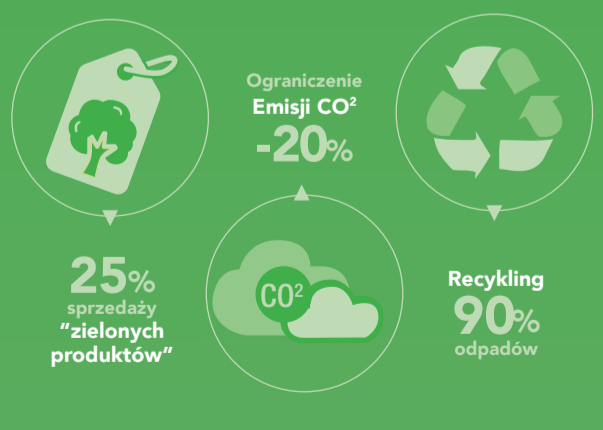 Ograniczenie
Emisji CO²
-20%
CO²
25%
sprzedaży
“zielonych
produktów”
Recykling
90%
odpadów